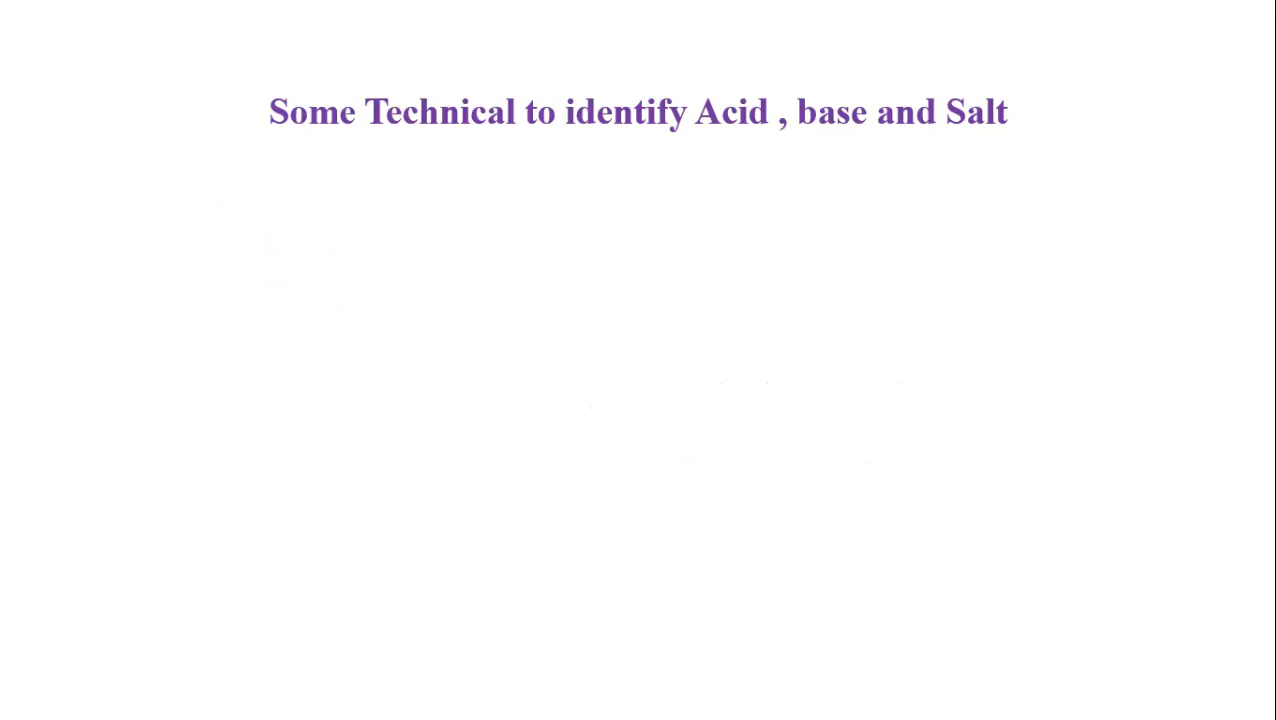 Some Technical to identify Acid , base and Salt